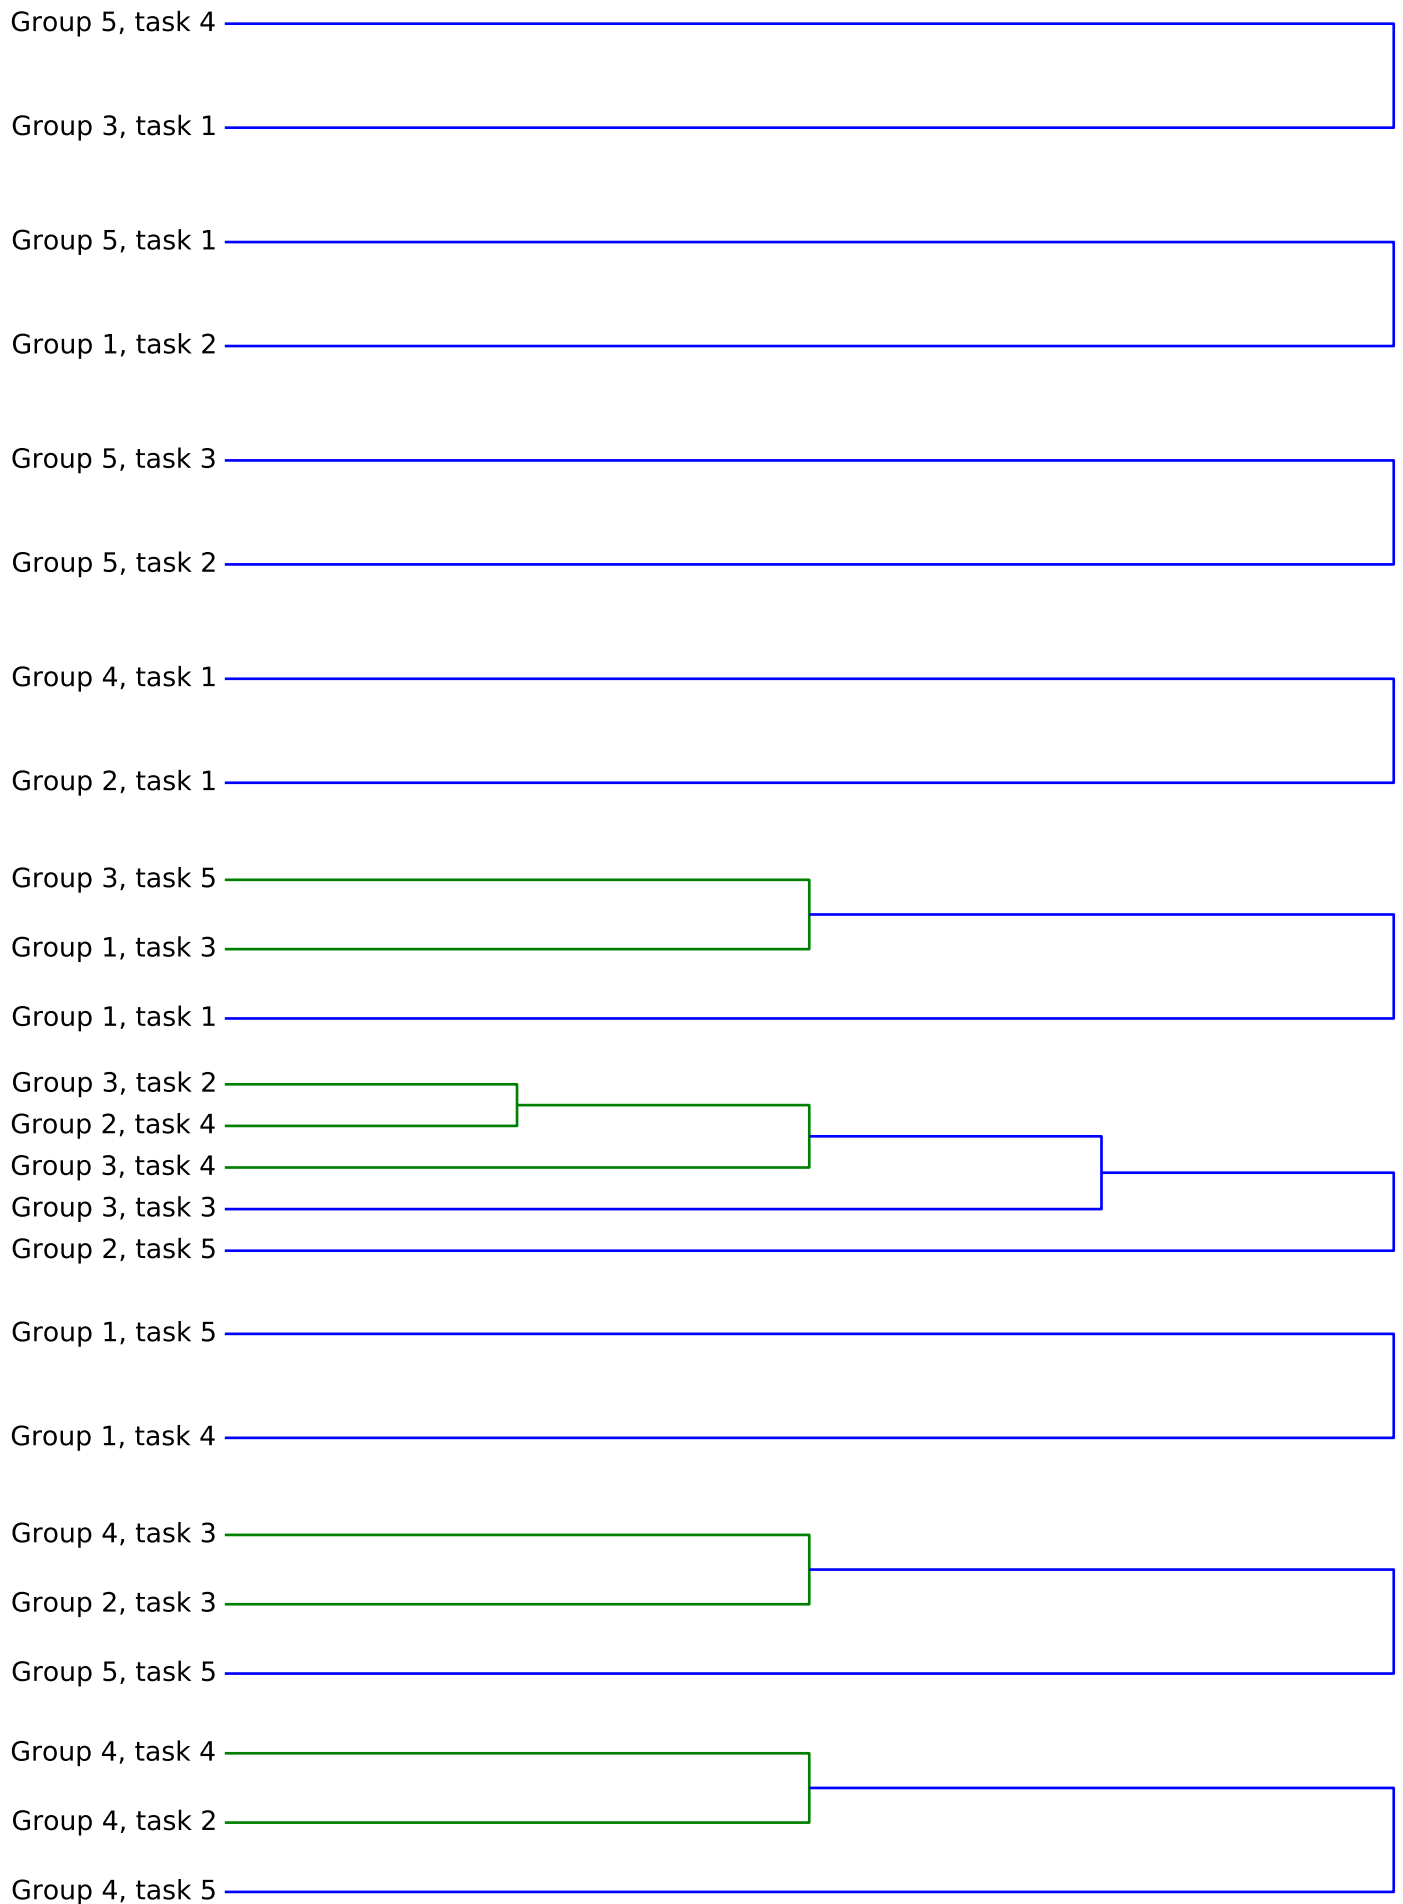 Group 5, task 4
Group 3, task 1
Group 5, task 1
Group 1, task 2
Group 5, task 3
Group 5, task 2
Group 4, task 1
Group 2, task 1
Group 3, task 5
Group 1, task 3
Group 1, task 1
Group 3, task 2
Group 2, task 4
Group 3, task 4
Group 3, task 3
Group 2, task 5
Group 1, task 5
Group 1, task 4
Group 4, task 3
Group 2, task 3
Group 5, task 5
Group 4, task 4
Group 4, task 2
Group 4, task 5